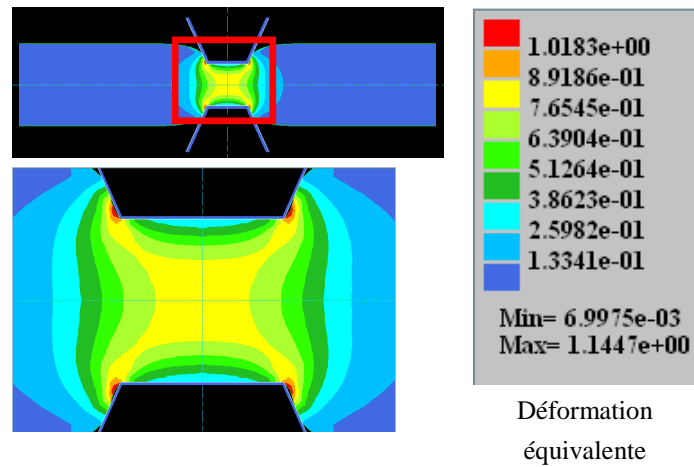 1.0183e+00
8.9186e-01
7.6545e-01
6.3904e-01
5.1264e-01
3.8623e-01
2.5982e-01
1.3341e-01
Min= 6.9975e-03
Max= 1.1447e+00
Déformation
équivalente